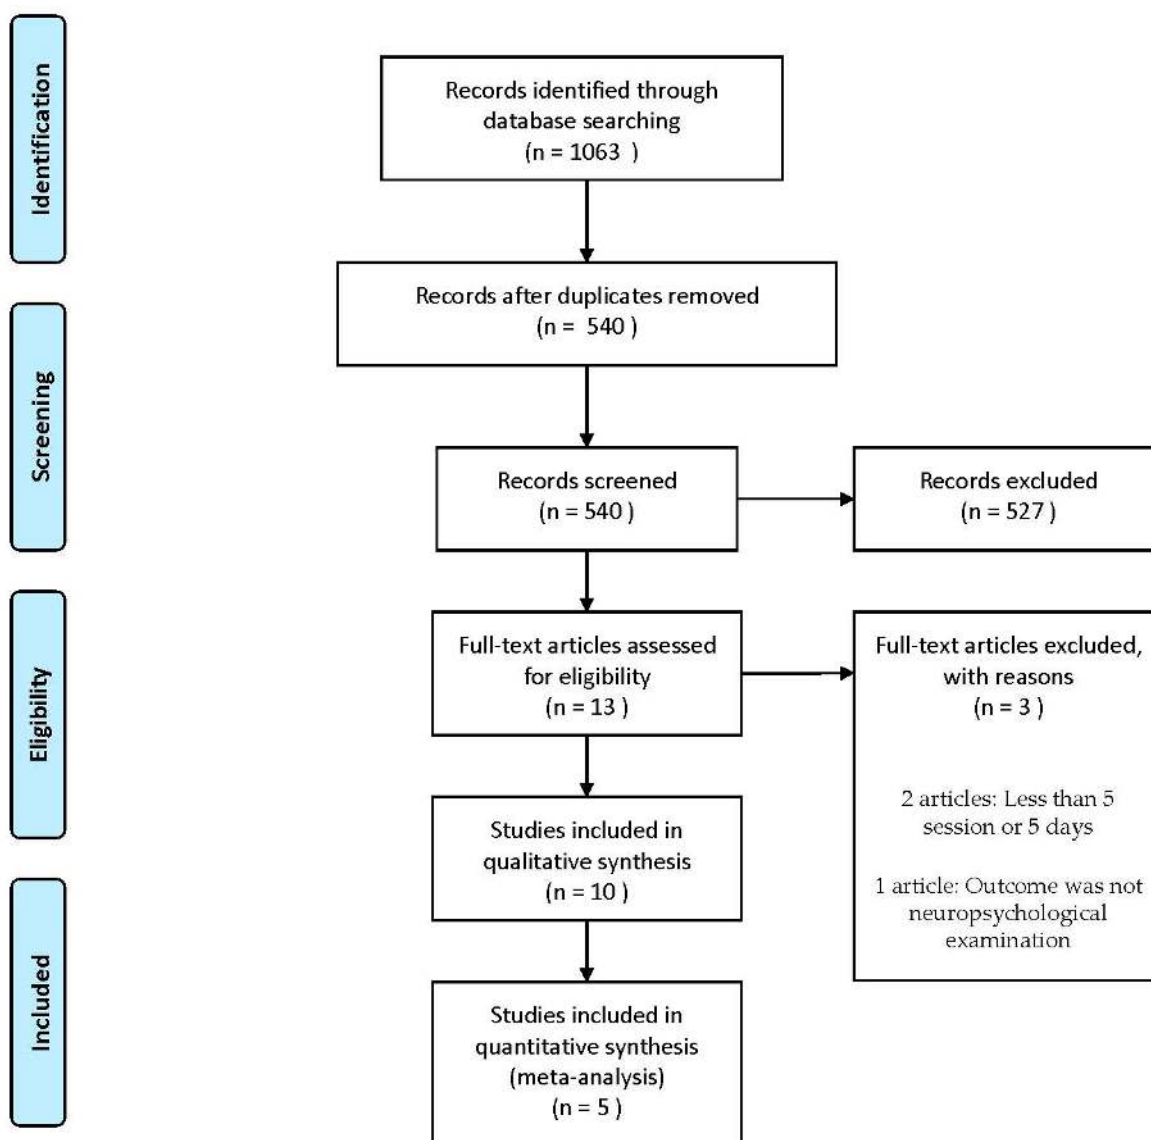 Identification
Records identified through
database searching
(n = 1063 )
Records after duplicates removed
(n = 540 )
Screening
Records screened
(n = 540 )
Records excluded
(n = 527 )
Eligibility
Full-text articles assessed
for eligibility
(n = 13 )
Full-text articles excluded,
with reasons
(n = 3 )
2 articles: Less than 5
session or 5 days
1 article: Outcome was not
neuropsychological
examination
Studies included in
qualitative synthesis
(n = 10 )
Included
Studies included in
quantitative synthesis
(meta-analysis)
(n = 5 )